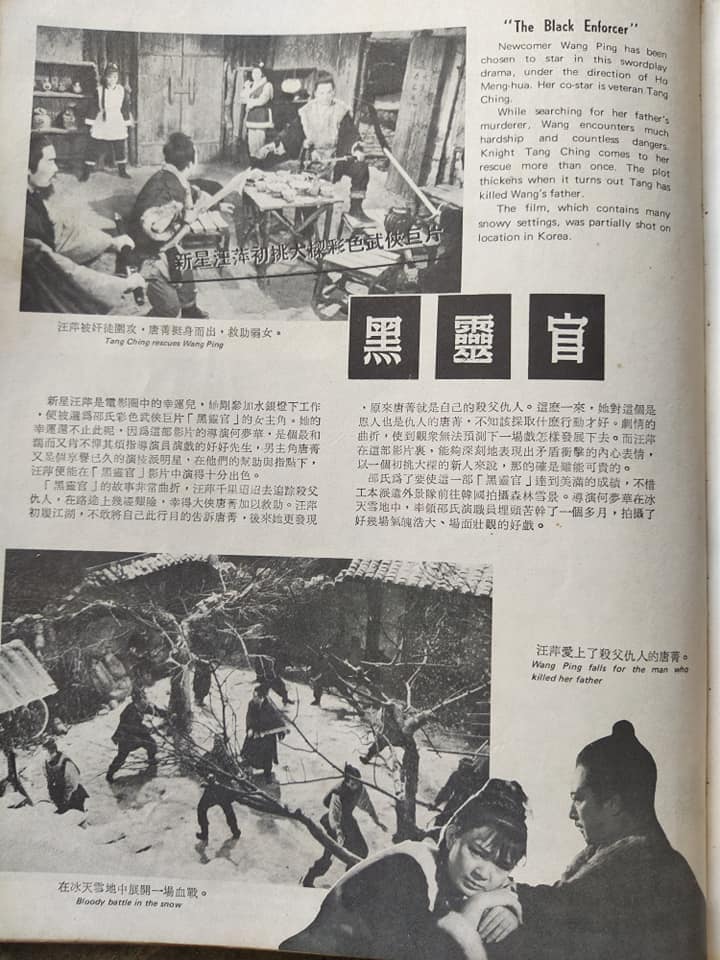 "The Black Enforcer"
Newcomer Wang Ping has been
chosen to star in this swordplay
drama, under the direction of Ho
Meng-hua. Her co-star is veteran Tang
Ching.
While searching for her father's
murderer, Wang encounters much
hardship and countless dangers.
Knight Tang Ching comes to her
rescue more than once. The plot
thickens when it turns out Tang has
killed Wang's father.
The film, which contains many
snowy settings, was partially shot on
location in Korea.
新星汪萍初挑大樑彩色武俠巨片
汪萍被奸徒圍攻,唐菁挺身而出,救助弱女。
Tang Ching rescues Wang Ping
黑靈官
新星汪萍是電影圈中的幸運兒,她剛參加水銀燈下工作
,便被選爲邵氏彩色武俠巨片「黑靈官」的女主角。她的
幸運還不止此呢,因爲這部影片的導演何夢華,是個最和
藹而又肯不憚其煩指導演員演戲的好好先生,男主角唐菁
又是個享譽已久的演技派明星,在他們的幫助與指點下,
汪萍便能在「黑靈官」影片中演得十分出色。
「黑靈官」的故事非常曲折,汪萍千里迢迢去追踪殺父
仇人,在路途上幾遭艱險,幸得大俠唐菁加以救助。汪萍
初履江湖,不敢將自己此行目的告訴唐菁,後來她更發現
,原來唐菁就是自己的殺父仇人。這麽一來,她對這個是
恩人也是仇人的唐菁,不知該採取什麽行動才好。劇情的
曲折,使到觀衆無法預測下一場戲怎樣發展下去。而汪萍
在這部影片裏,能夠深刻地表現出矛盾衝擊的內心表情,
以一個初挑大樑的新人來說,那的確是難能可貴的。
邵氏爲了要使這一部「黑靈官」達到美滿的成績,不惜
工本派遣外景隊前往韓國拍攝森林雪景。導演何夢華在冰
天雪地中,率領邵氏演職員埋頭苦幹了一個多月,拍攝了
好幾場氣魄浩大、場面壯觀的好戲。
汪萍愛上了殺父仇人的唐菁。
Wang Ping falls for the man who
killed her father
在冰天雪地中展開一場血戰。
Bloody battle in the snow